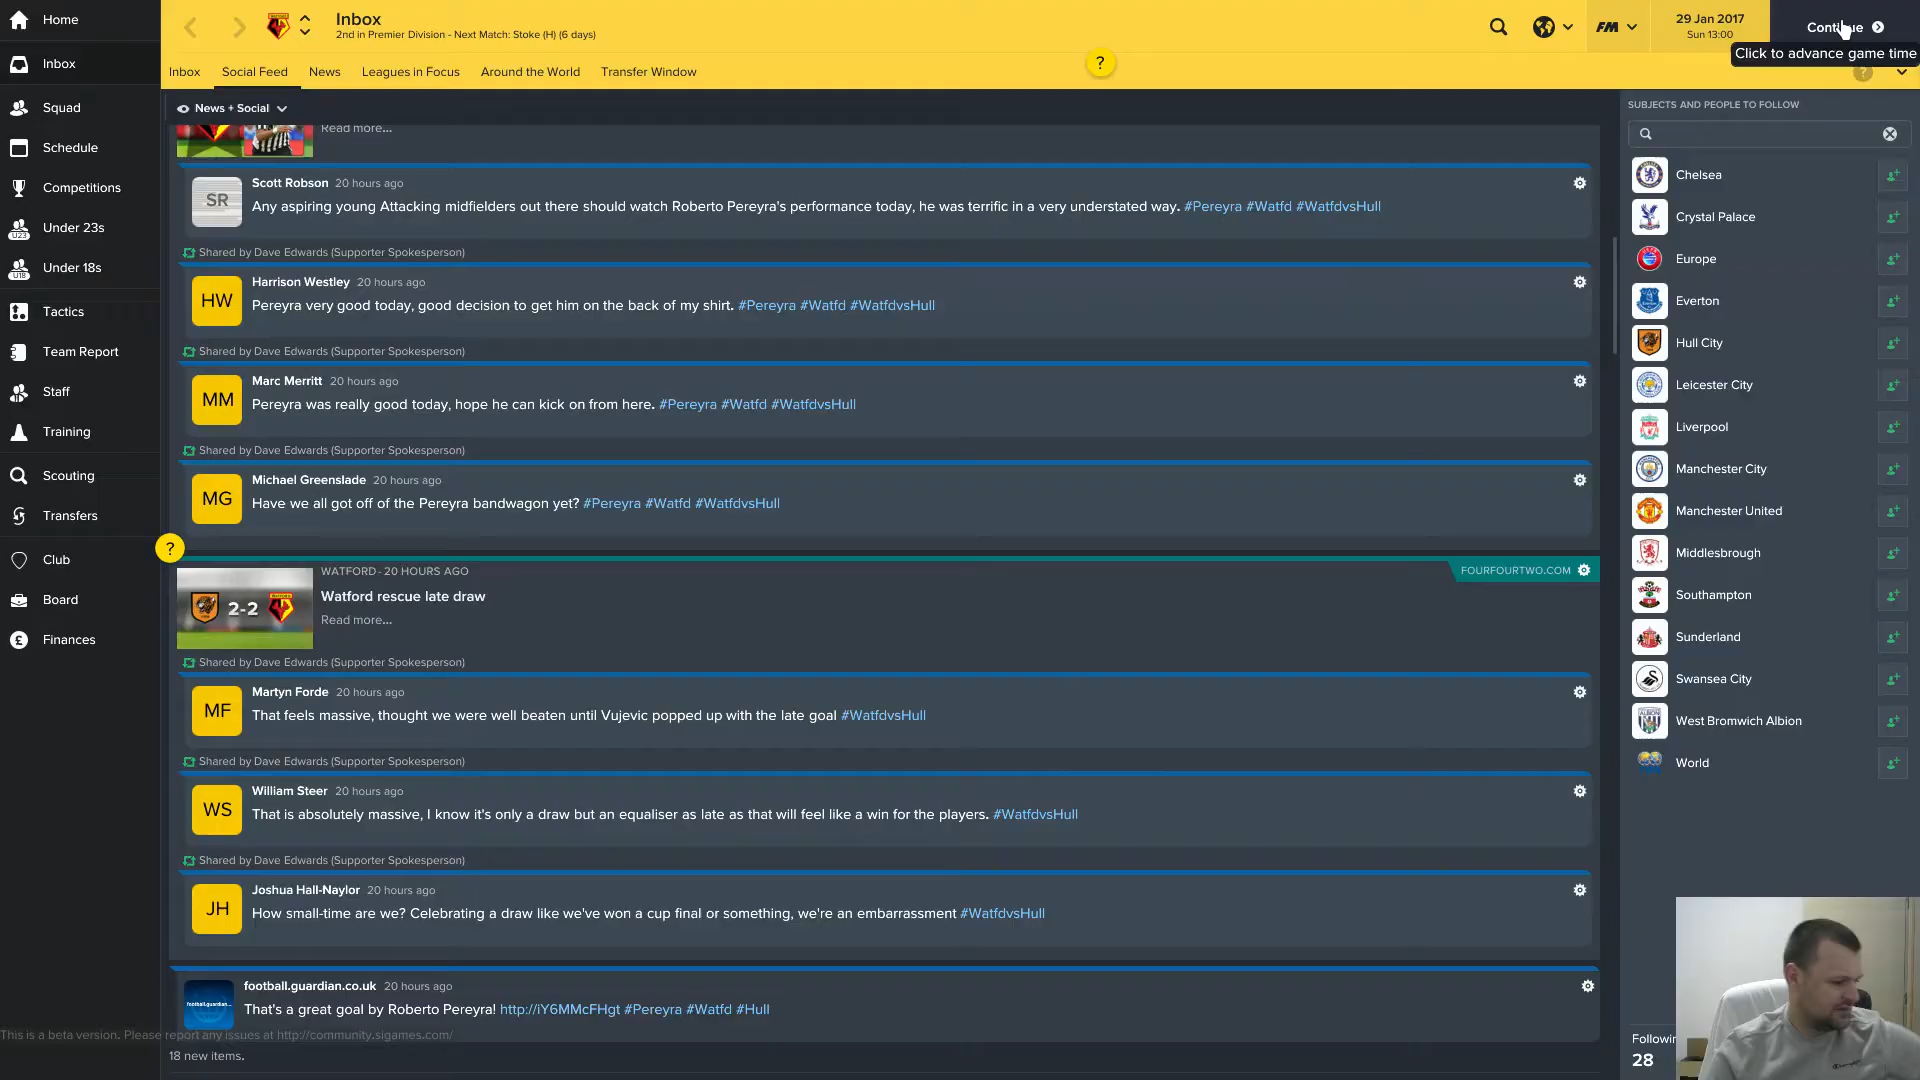 Home
Inbox
Squad
Schedule
Competitions
U23
Under 23s
U18
Under 18s
Tactics
Team Report
Staff
Training
Scouting
Transfers
Club
Board
£
Finances
Inbox
2nd in Premier Division - Next Match: Stoke (H) (6 days)
FM
29 Jan 2017
Sun 13:00
Continue
Click to advance game time
Inbox
Social Feed
News
Leagues in Focus
Around the World
Transfer Window
?
?
News + Social
Read more...
SR
Scott Robson 20 hours ago
Any aspiring young Attacking midfielders out there should watch Roberto Pereyra's performance today, he was terrific in a very understated way. #Pereyra #Watfd #WatfdvsHull
Shared by Dave Edwards (Supporter Spokesperson)
HW
Harrison Westley 20 hours ago
Pereyra very good today, good decision to get him on the back of my shirt. #Pereyra #Watfd #WatfdvsHull
Shared by Dave Edwards (Supporter Spokesperson)
MM
Marc Merritt 20 hours ago
Pereyra was really good today, hope he can kick on from here. #Pereyra #Watfd #WatfdvsHull
Shared by Dave Edwards (Supporter Spokesperson)
MG
Michael Greenslade 20 hours ago
Have we all got off of the Pereyra bandwagon yet? #Pereyra #Watfd #WatfdvsHull
?
2-2
WATFORD - 20 HOURS AGO
FOURFOURTWO.COM
Watford rescue late draw
Read more...
Shared by Dave Edwards (Supporter Spokesperson)
MF
Martyn Forde 20 hours ago
That feels massive, thought we were well beaten until Vujevic popped up with the late goal #WatfdvsHull
Shared by Dave Edwards (Supporter Spokesperson)
WS
William Steer 20 hours ago
That is absolutely massive, I know it's only a draw but an equaliser as late as that will feel like a win for the players. #WatfdvsHull
Shared by Dave Edwards (Supporter Spokesperson)
JH
Joshua Hall-Naylor 20 hours ago
How small-time are we? Celebrating a draw like we've won a cup final or something, we're an embarrassment #WatfdvsHull
football.guardian...
football.guardian.co.uk 20 hours ago
That's a great goal by Roberto Pereyra! http://iY6MMcFHgt #Pereyra #Watfd #Hull
This is a beta version. Please report any issues at http://community.sigames.com/
18 new items.
SUBJECTS AND PEOPLE TO FOLLOW
Chelsea
Crystal Palace
Europe
Everton
Hull City
Leicester City
Liverpool
Manchester City
Manchester United
Middlesbrough
Southampton
Sunderland
Swansea City
West Bromwich Albion
World
Followin
28